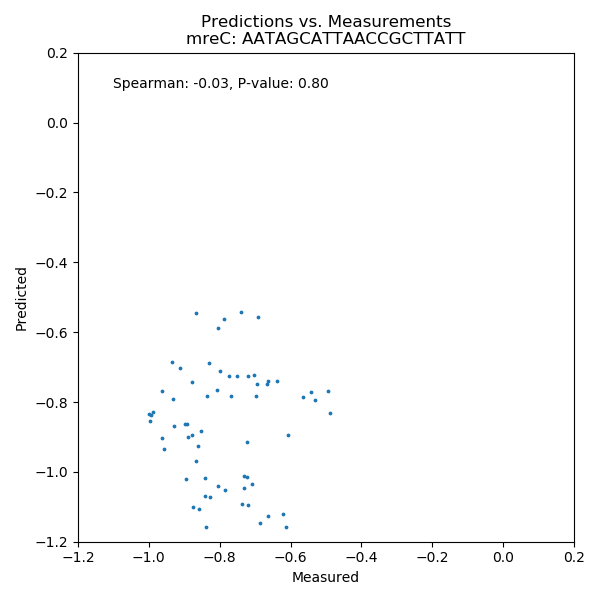 Predictions vs. Measurements
mreC: AATAGCATTAACCGCTTATT
Spearman: -0.03, P-value: 0.80
0.2
0.0
−0.2
−0.4
−0.6
−0.8
−1.0
−1.2
Predicted
−1.2 −1.0 −0.8 −0.6 −0.4 −0.2 0.0 0.2
Measured